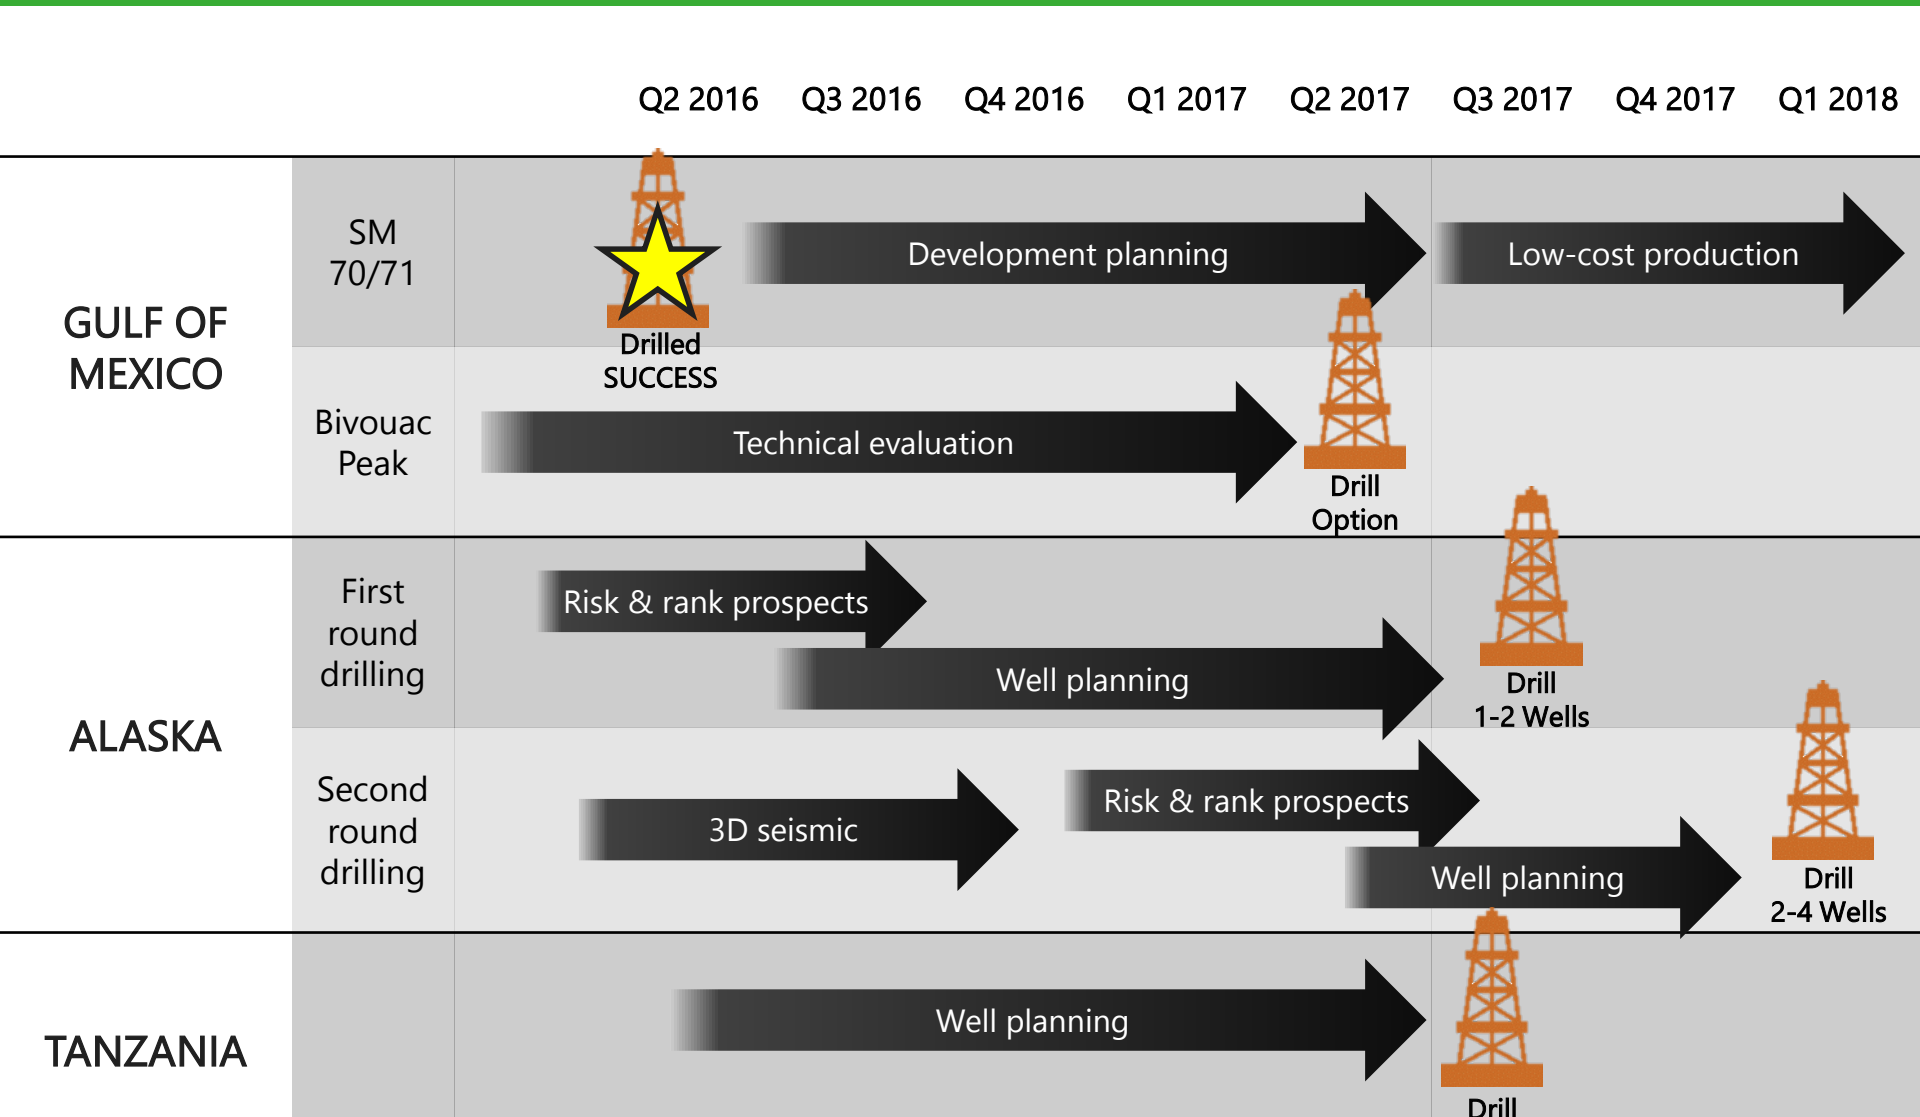 Q2 2016 Q3 2016 Q4 2016 Q1 2017 Q2 2017 Q3 2017 Q4 2017 Q1 2018
GULF OF
MEXICO
SM
70/71
Drilled
SUCCESS
Development planning
Low-cost production
Bivouac
Peak
Technical evaluation
Drill
Option
ALASKA
First
round
drilling
Risk & rank prospects
Well planning
Drill
1-2 Wells
Second
round
drilling
3D seismic
Risk & rank prospects
Well planning
Drill
2-4 Wells
TANZANIA
Well planning
Drill